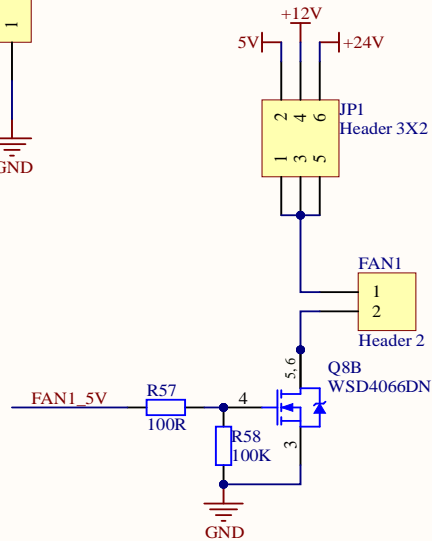 1
GND
+12V
5V
+24V
2
4
6
JP1
Header 3X2
1
3
5
FAN1
1
2
Header 2
5, 6
Q8B
WSD4066DN
FAN1_5V
R57
100R
4
R58
100K
3
GND